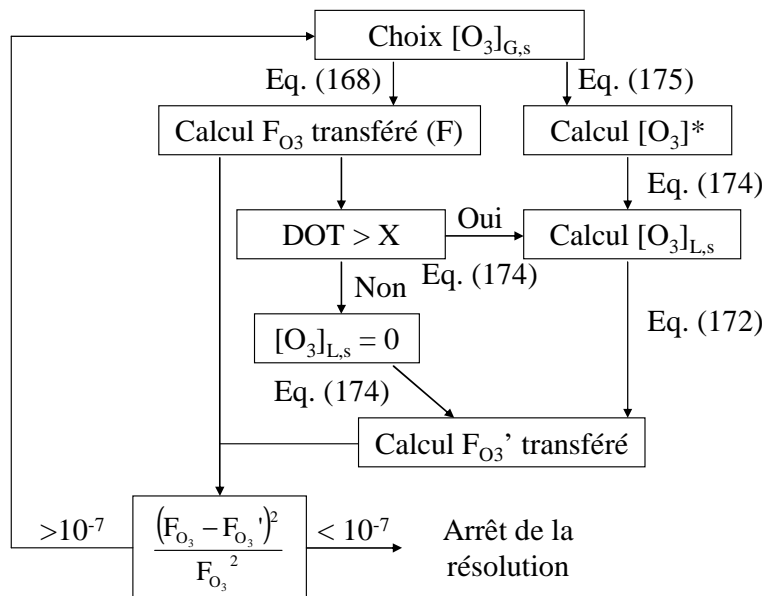 Choix [O₃]G,s
Eq. (168)
Eq. (175)
Calcul FO3 transféré (F)
Calcul [O₃]*
Eq. (174)
DOT > X
Oui
Calcul [O₃]L,s
Eq. (174)
Non
Eq. (172)
[O₃]L,s = 0
Eq. (174)
Calcul FO3’ transféré
>10⁻⁷
(FO₃ − FO₃')²
FO₃²
< 10⁻⁷
Arrêt de la
résolution